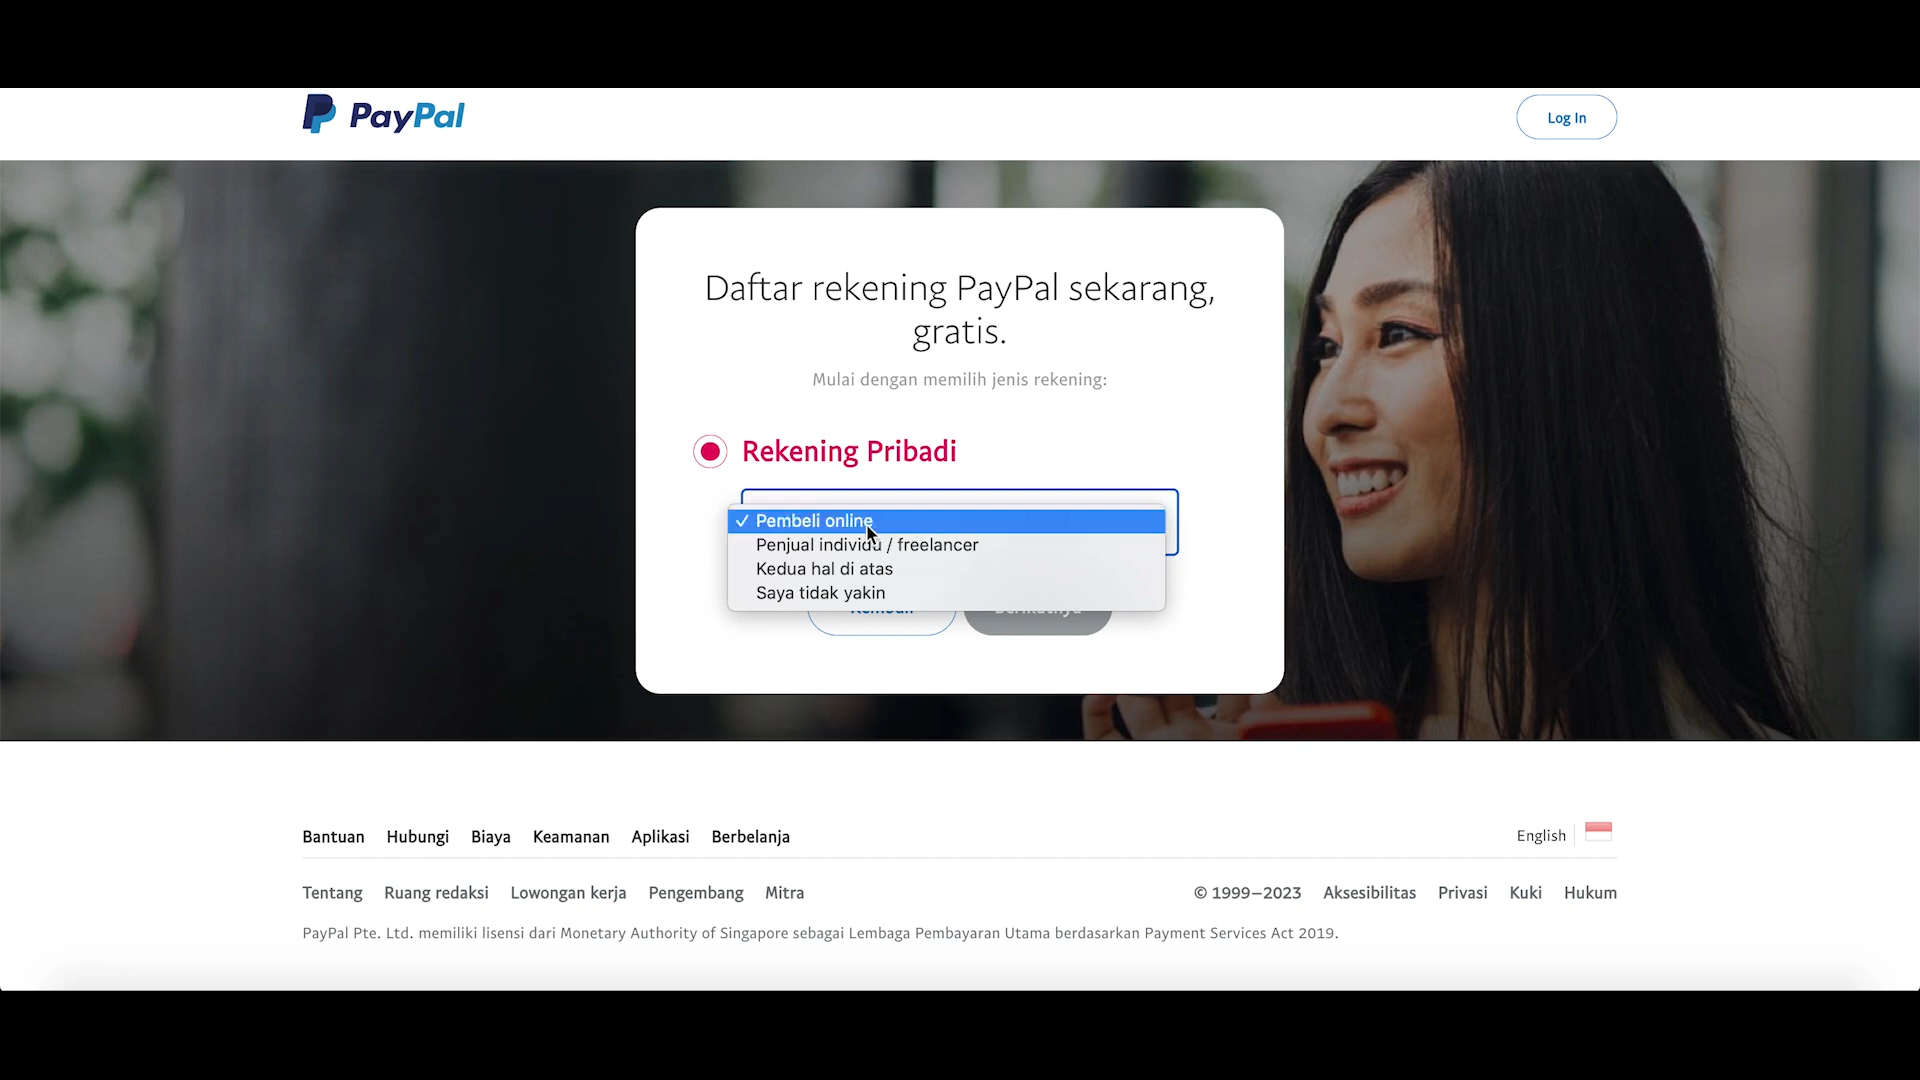 PayPal
Log In
Daftar rekening PayPal sekarang,
gratis.
Mulai dengan memilih jenis rekening:
Rekening Pribadi
✓ Pembeli online
Penjual individu / freelancer
Kedua hal di atas
Saya tidak yakin
Kembali Berikutnya
Bantuan Hubungi Biaya Keamanan Aplikasi Berbelanja
English
Tentang Ruang redaksi Lowongan kerja Pengembang Mitra
© 1999–2023 Aksesibilitas Privasi Kuki Hukum
PayPal Pte. Ltd. memiliki lisensi dari Monetary Authority of Singapore sebagai Lembaga Pembayaran Utama berdasarkan Payment Services Act 2019.